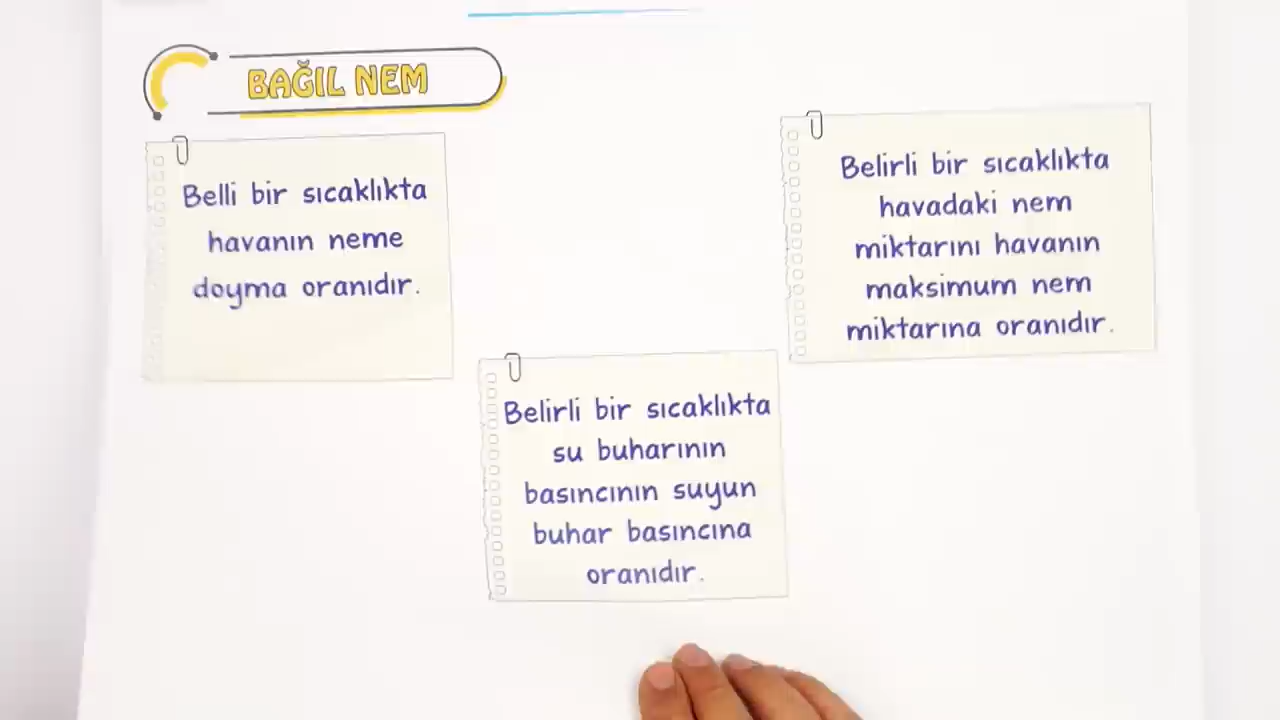 BAĞIL NEM
Belli bir sıcaklıkta
havanın neme
doyma oranıdır.
Belirli bir sıcaklıkta
su buharının
basıncının suyun
buhar basıncına
oranıdır.
Belirli bir sıcaklıkta
havadaki nem
miktarını havanın
maksimum nem
miktarına oranıdır.